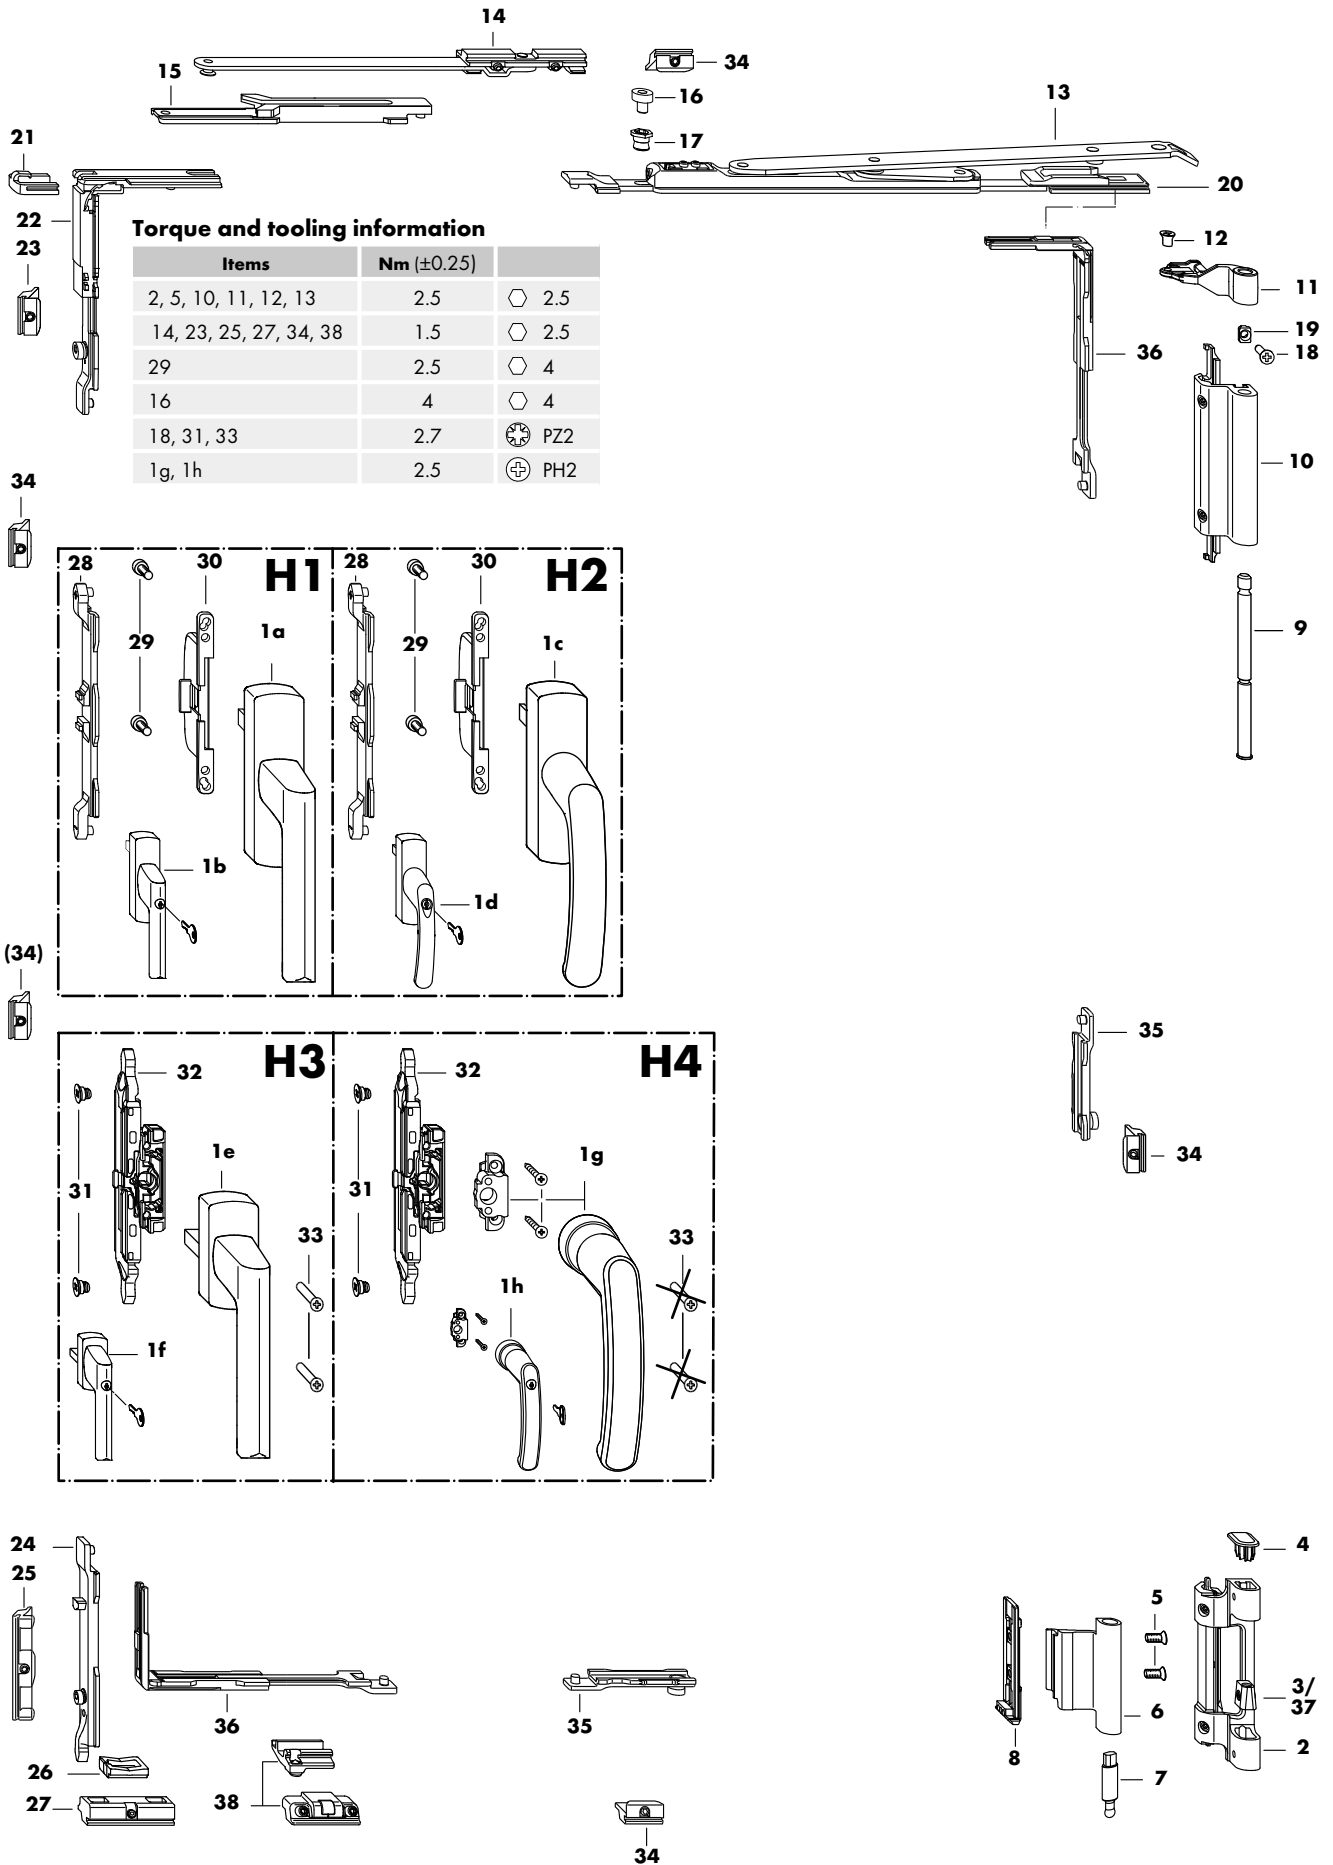 14
34
15
13
16
21
17
20
22
Torque and tooling information
12
23
Items Nm (±0.25)
11
2, 5, 10, 11, 12, 13 2.5 2.5
19
14, 23, 25, 27, 34, 38 1.5 2.5
36 18
29 2.5 4
16 4 4
18, 31, 33 2.7 PZ2
10
1g, 1h 2.5 PH2
34
28 30 H1 28 30 H2
29 1a 29 1c
9
1b
1d
(34)
35
32 H3 32 H4
1e 1g
34
31 31
33 33
1h
1f
24 4
25
5
3/
37
36 35 6
2
8
26
7
27 38
34